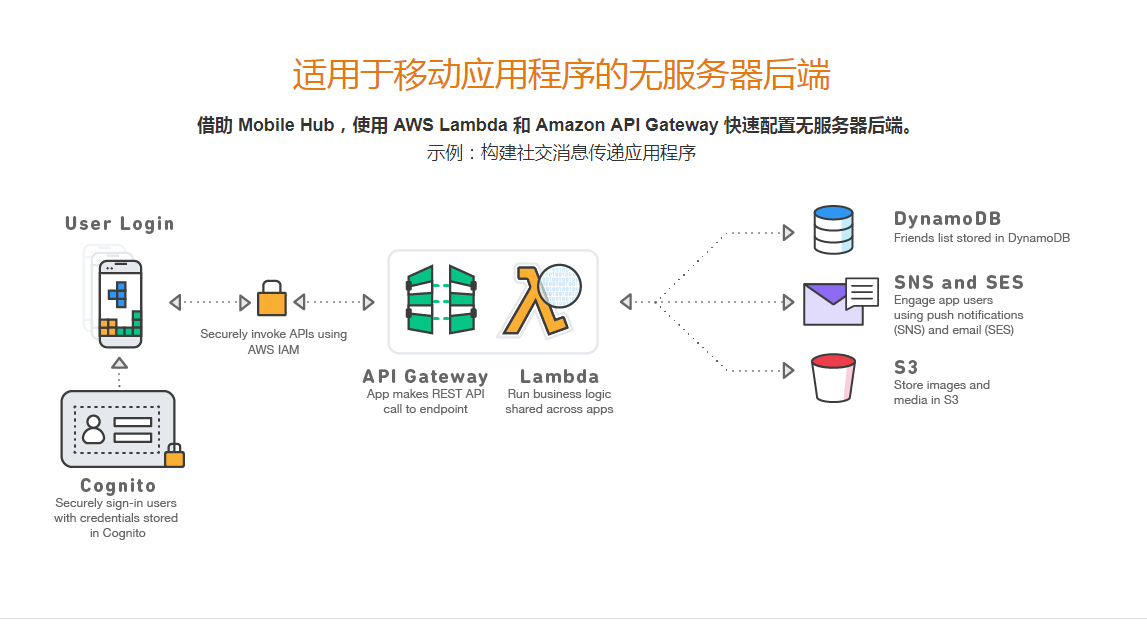 适用于移动应用程序的无服务器后端
借助 Mobile Hub，使用 AWS Lambda 和 Amazon API Gateway 快速配置无服务器后端。
示例：构建社交消息传递应用程序
User Login
Securely invoke APIs using
AWS IAM
Cognito
Securely sign-in users
with credentials stored
in Cognito
API Gateway
App makes REST API
call to endpoint
Lambda
Run business logic
shared across apps
DynamoDB
Friends list stored in DynamoDB
SNS and SES
Engage app users
using push notifications
(SNS) and email (SES)
S3
Store images and
media in S3